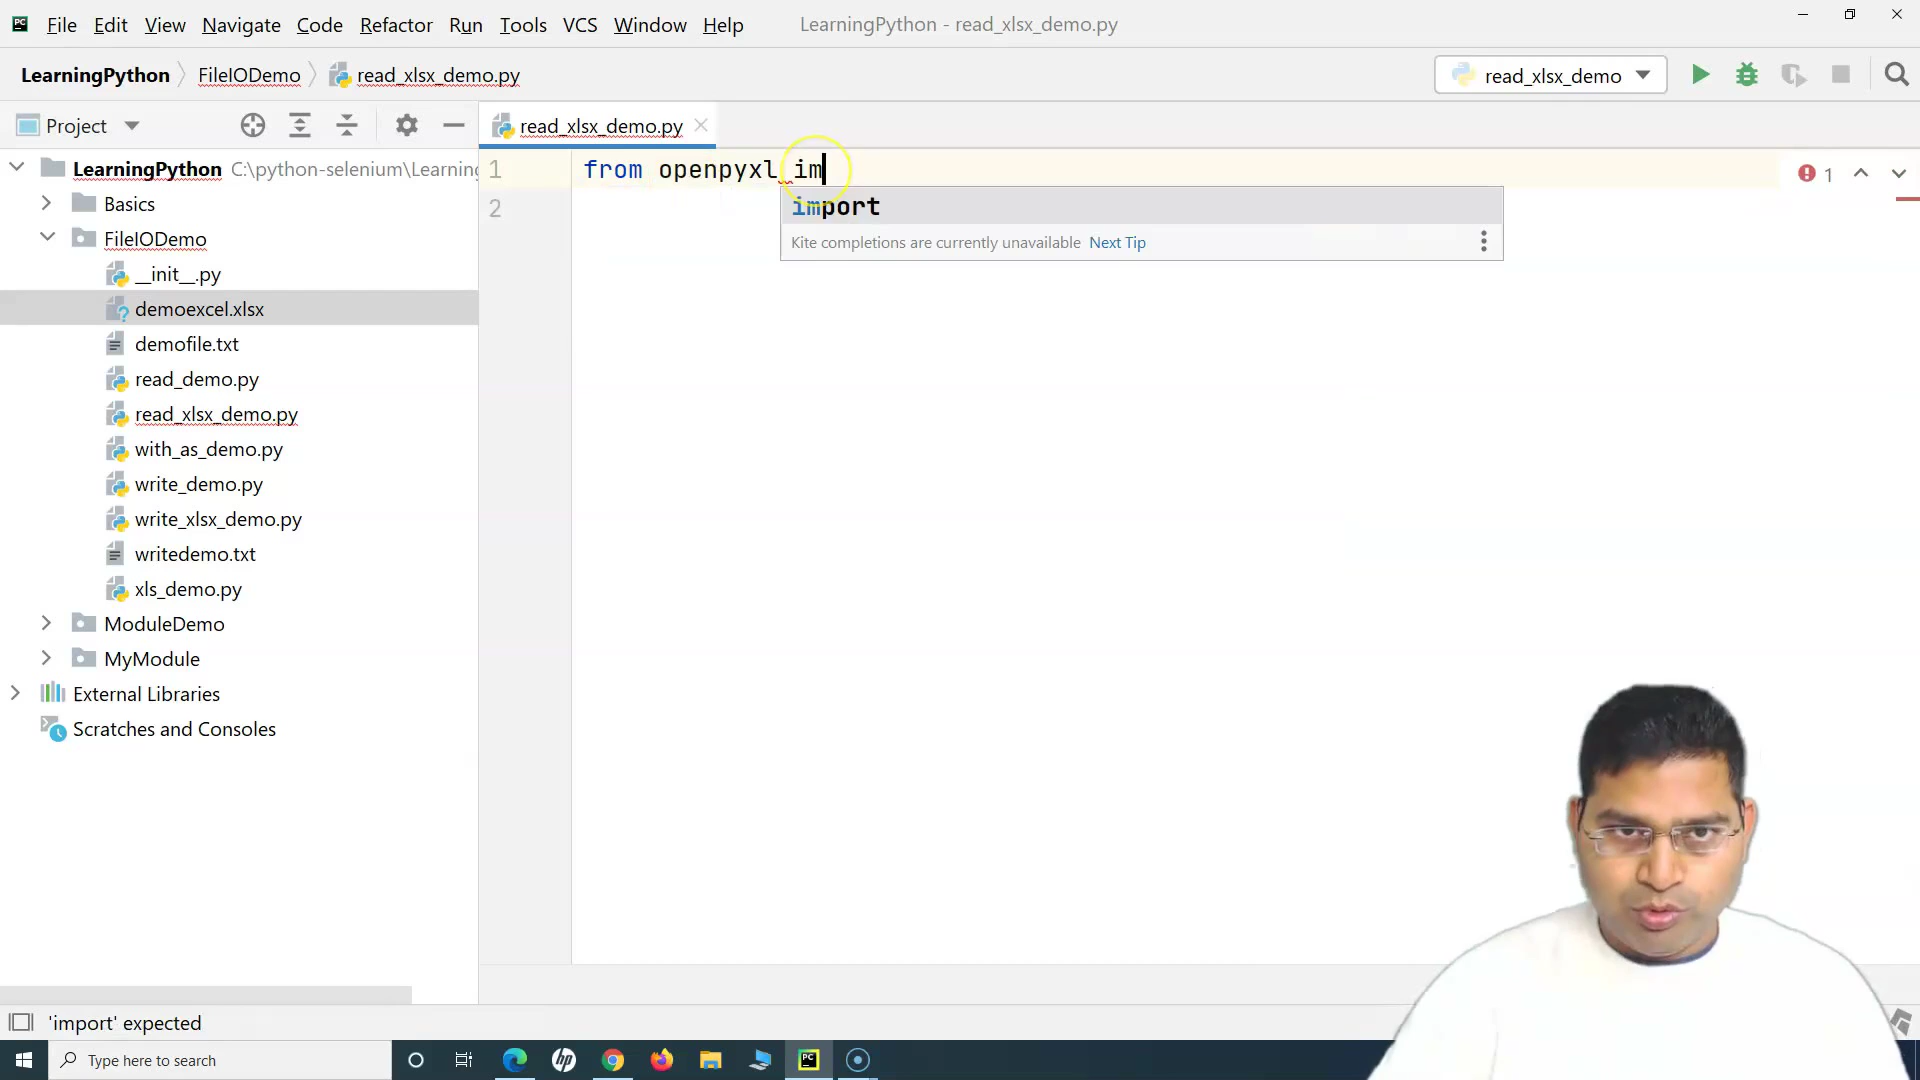 PC File Edit View Navigate Code Refactor Run Tools VCS Window Help LearningPython - read_xlsx_demo.py
LearningPython FileIODemo read_xlsx_demo.py read_xlsx_demo
Project read_xlsx_demo.py
LearningPython C:\python-selenium\Learning
Basics
FileIODemo
__init__.py
demoexcel.xlsx
demofile.txt
read_demo.py
read_xlsx_demo.py
with_as_demo.py
write_demo.py
write_xlsx_demo.py
writedemo.txt
xls_demo.py
ModuleDemo
MyModule
External Libraries
Scratches and Consoles
1 from openpyxl im
2
1
import
Kite completions are currently unavailable Next Tip
'import' expected
Type here to search
hp
PC